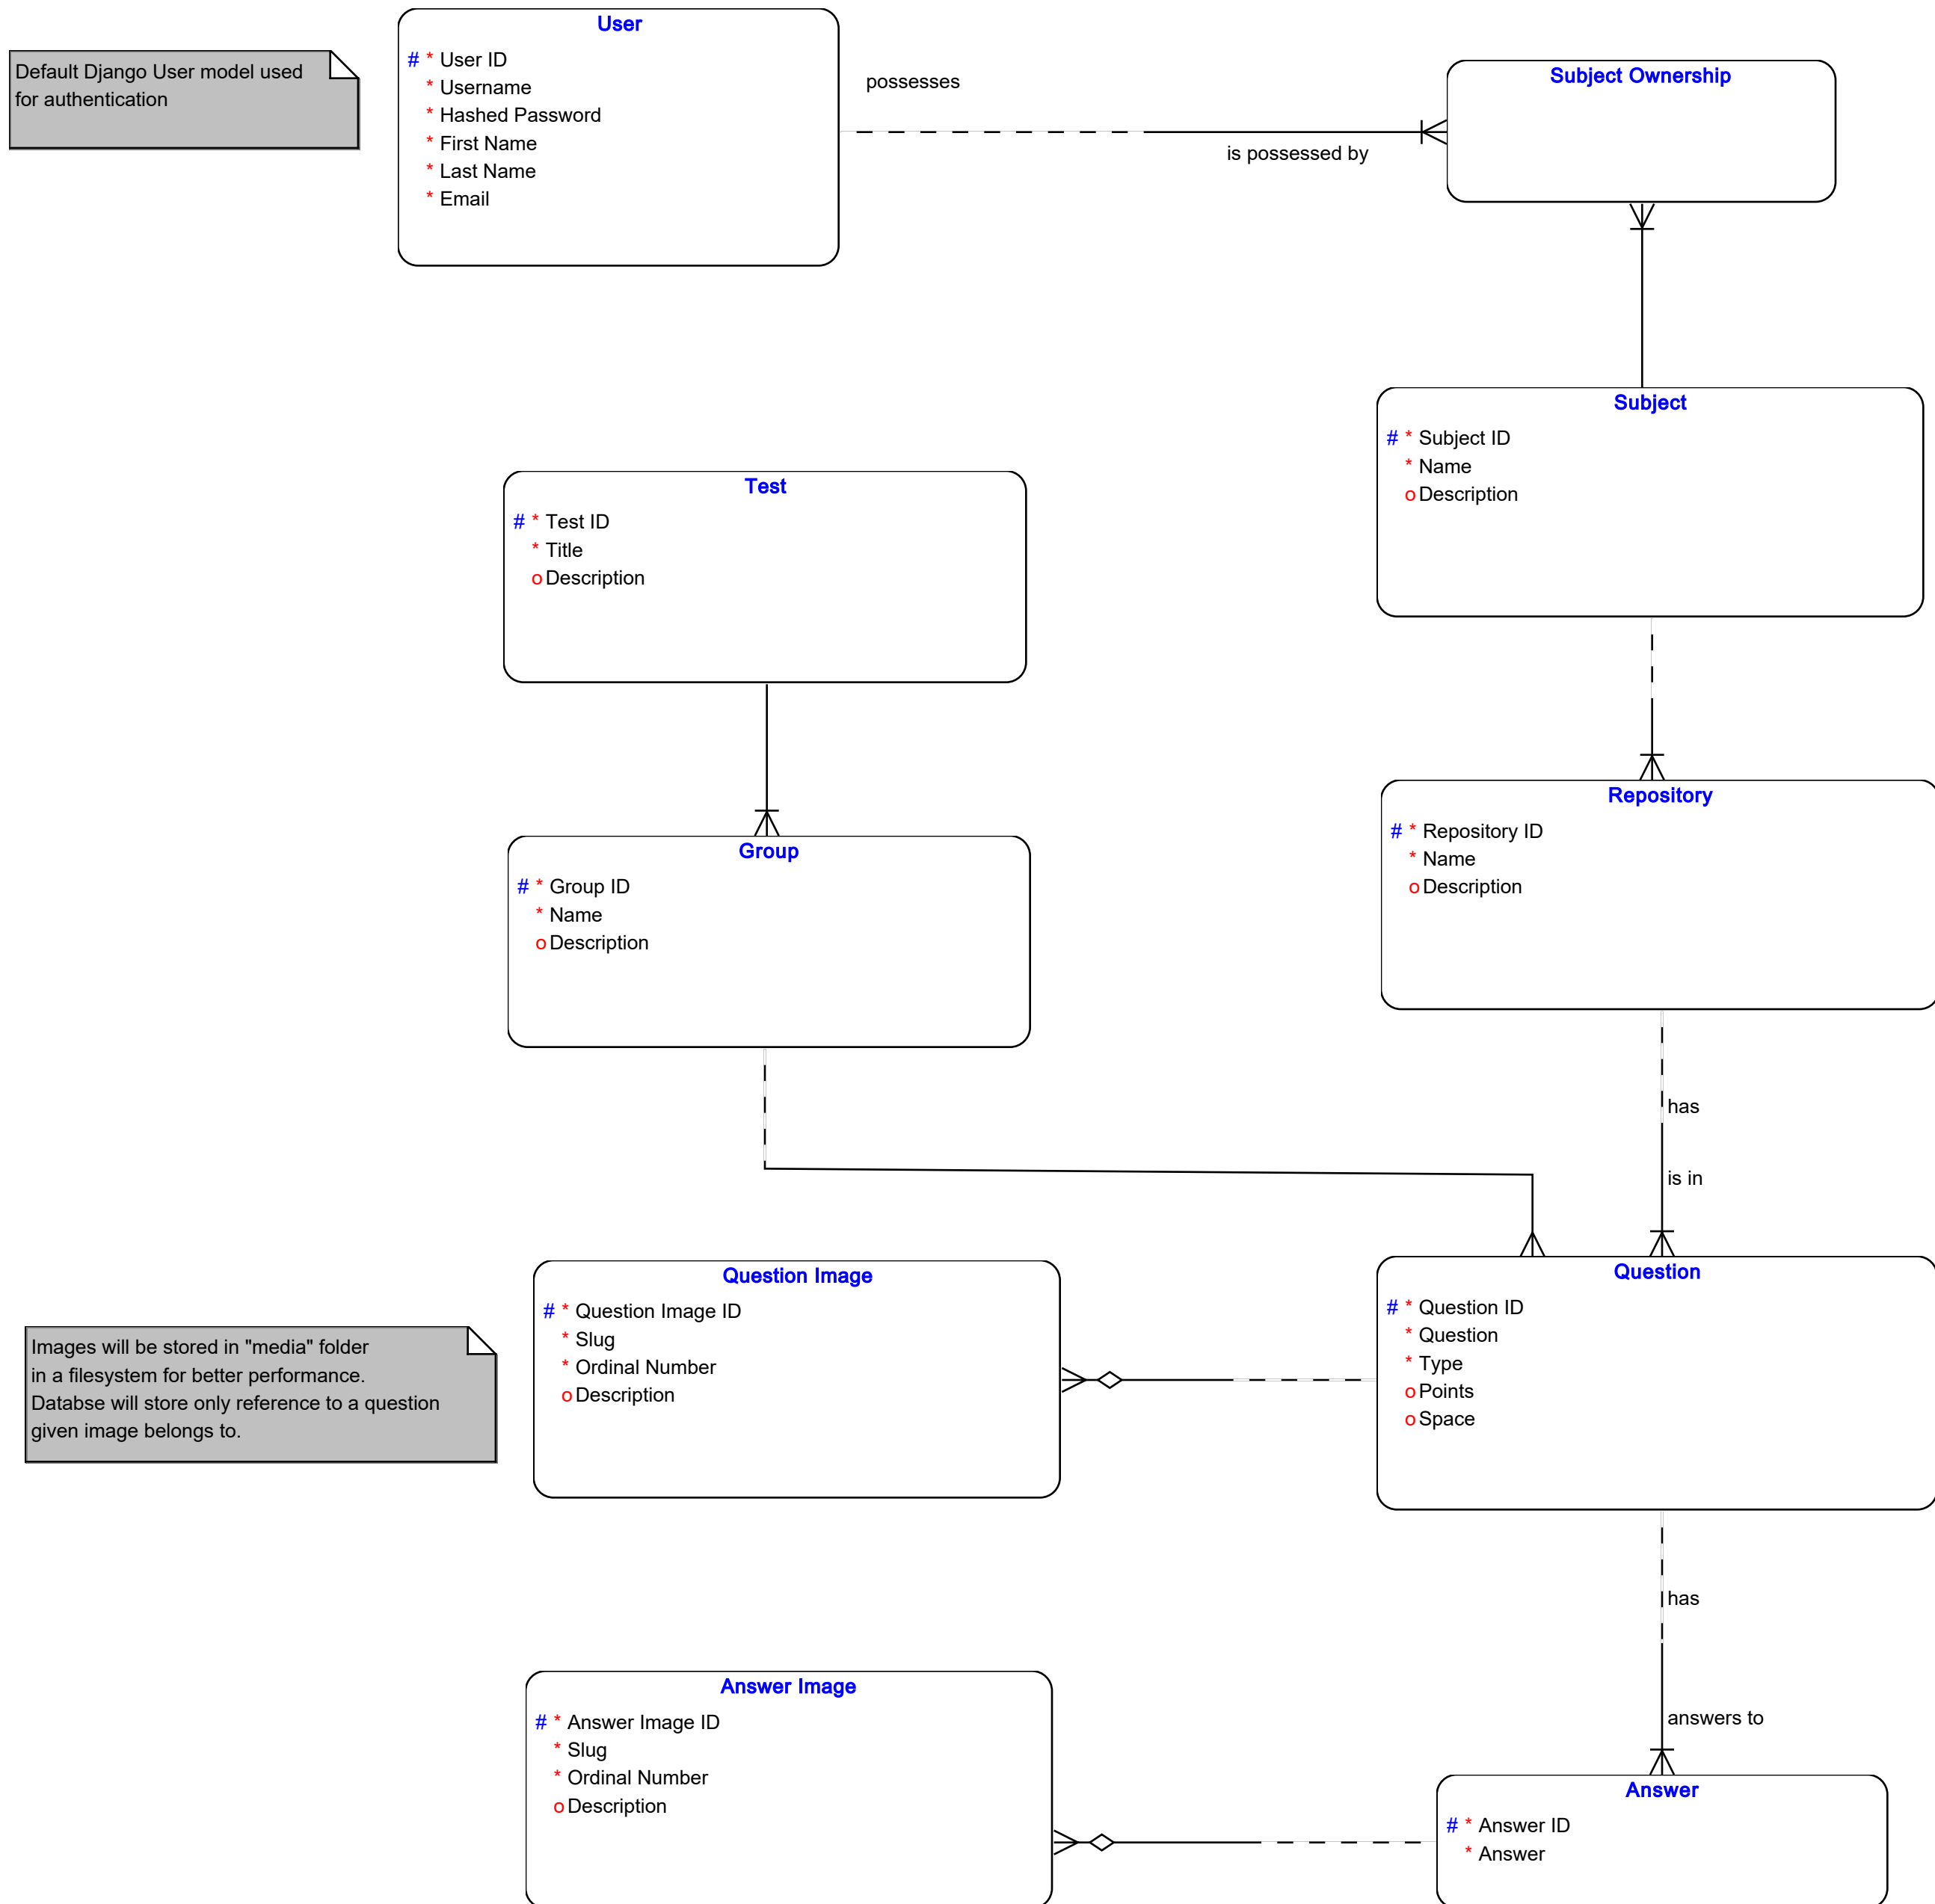 User
# * User ID
* Username
* Hashed Password
* First Name
* Last Name
* Email
Default Django User model used
for authentication
possesses
is possessed by
Subject Ownership
Subject
# * Subject ID
* Name
o Description
Test
# * Test ID
* Title
o Description
Repository
# * Repository ID
* Name
o Description
Group
# * Group ID
* Name
o Description
has
is in
Question Image
# * Question Image ID
* Slug
* Ordinal Number
o Description
Question
# * Question ID
* Question
* Type
o Points
o Space
Images will be stored in "media" folder
in a filesystem for better performance.
Databse will store only reference to a question
given image belongs to.
has
answers to
Answer Image
# * Answer Image ID
* Slug
* Ordinal Number
o Description
Answer
# * Answer ID
* Answer